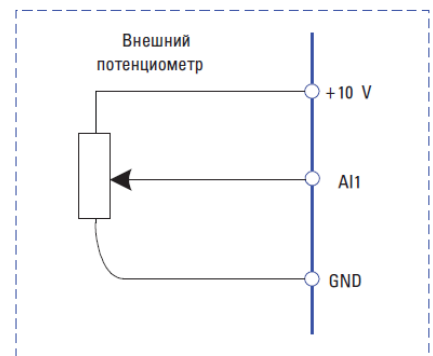 Внешний
потенциометр
+10 V
AI1
GND